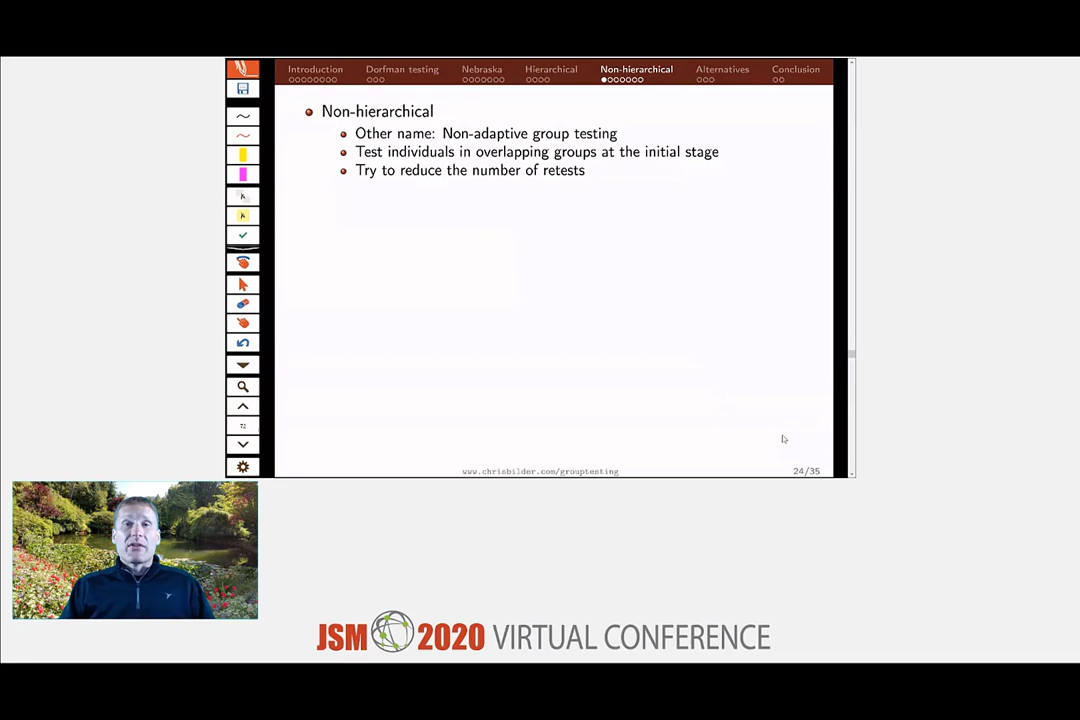 Introduction Dorfman testing Nebraska Hierarchical Non-hierarchical Alternatives Conclusion
Non-hierarchical
Other name: Non-adaptive group testing
Test individuals in overlapping groups at the initial stage
Try to reduce the number of retests
72
www.chrisbilder.com/grouptesting 24/35
JSM 2020 VIRTUAL CONFERENCE